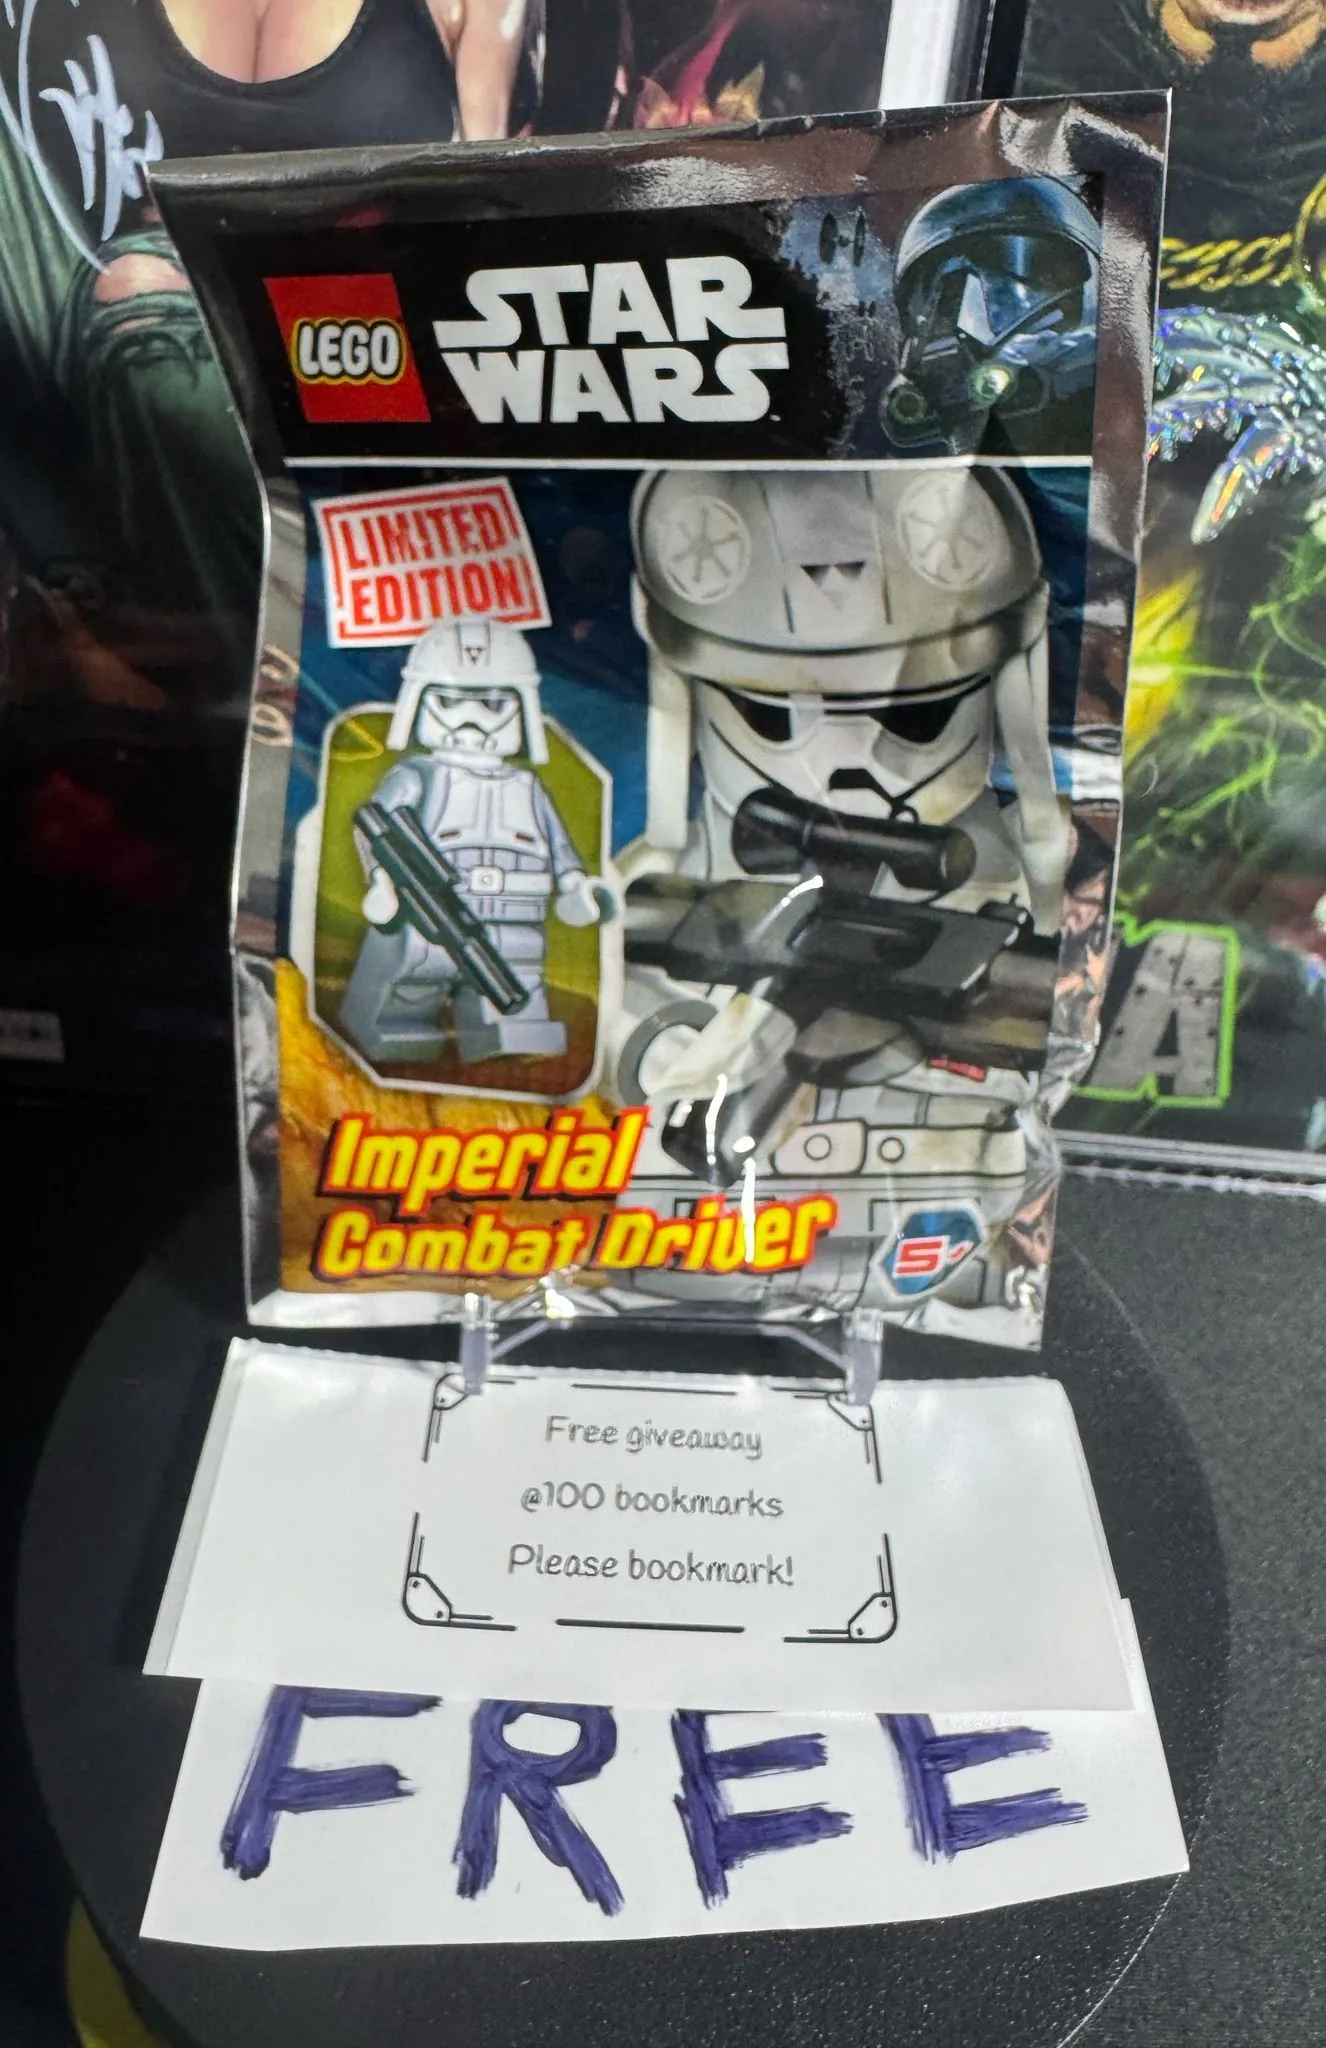 LEGO
STAR
WARS
LIMITED
EDITION
Imperial
Combat Driver
5+
Free giveaway
@100 bookmarks
Please bookmark!
FREE
A